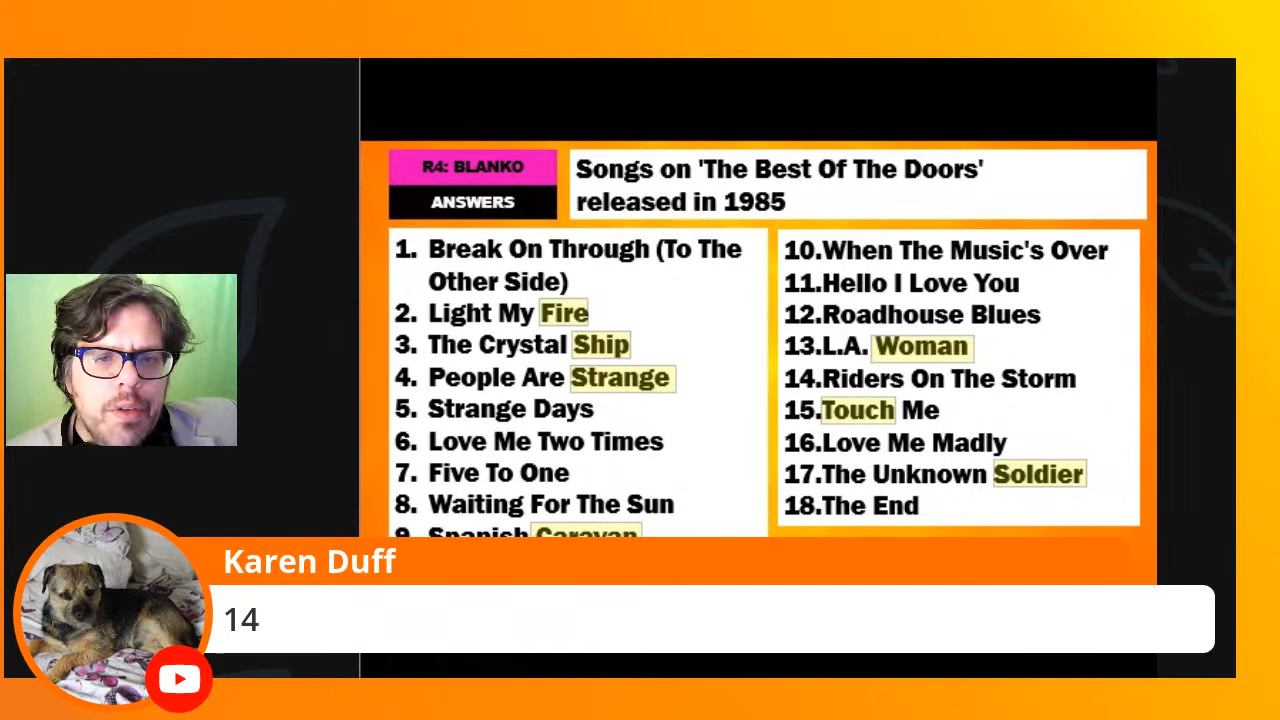 R4: BLANKO
ANSWERS
Songs on 'The Best Of The Doors'
released in 1985
1. Break On Through (To The
Other Side)
2. Light My Fire
3. The Crystal Ship
4. People Are Strange
5. Strange Days
6. Love Me Two Times
7. Five To One
8. Waiting For The Sun
9. Spanish Caravan
10.When The Music's Over
11.Hello I Love You
12.Roadhouse Blues
13.L.A. Woman
14.Riders On The Storm
15.Touch Me
16.Love Me Madly
17.The Unknown Soldier
18.The End
Karen Duff
14